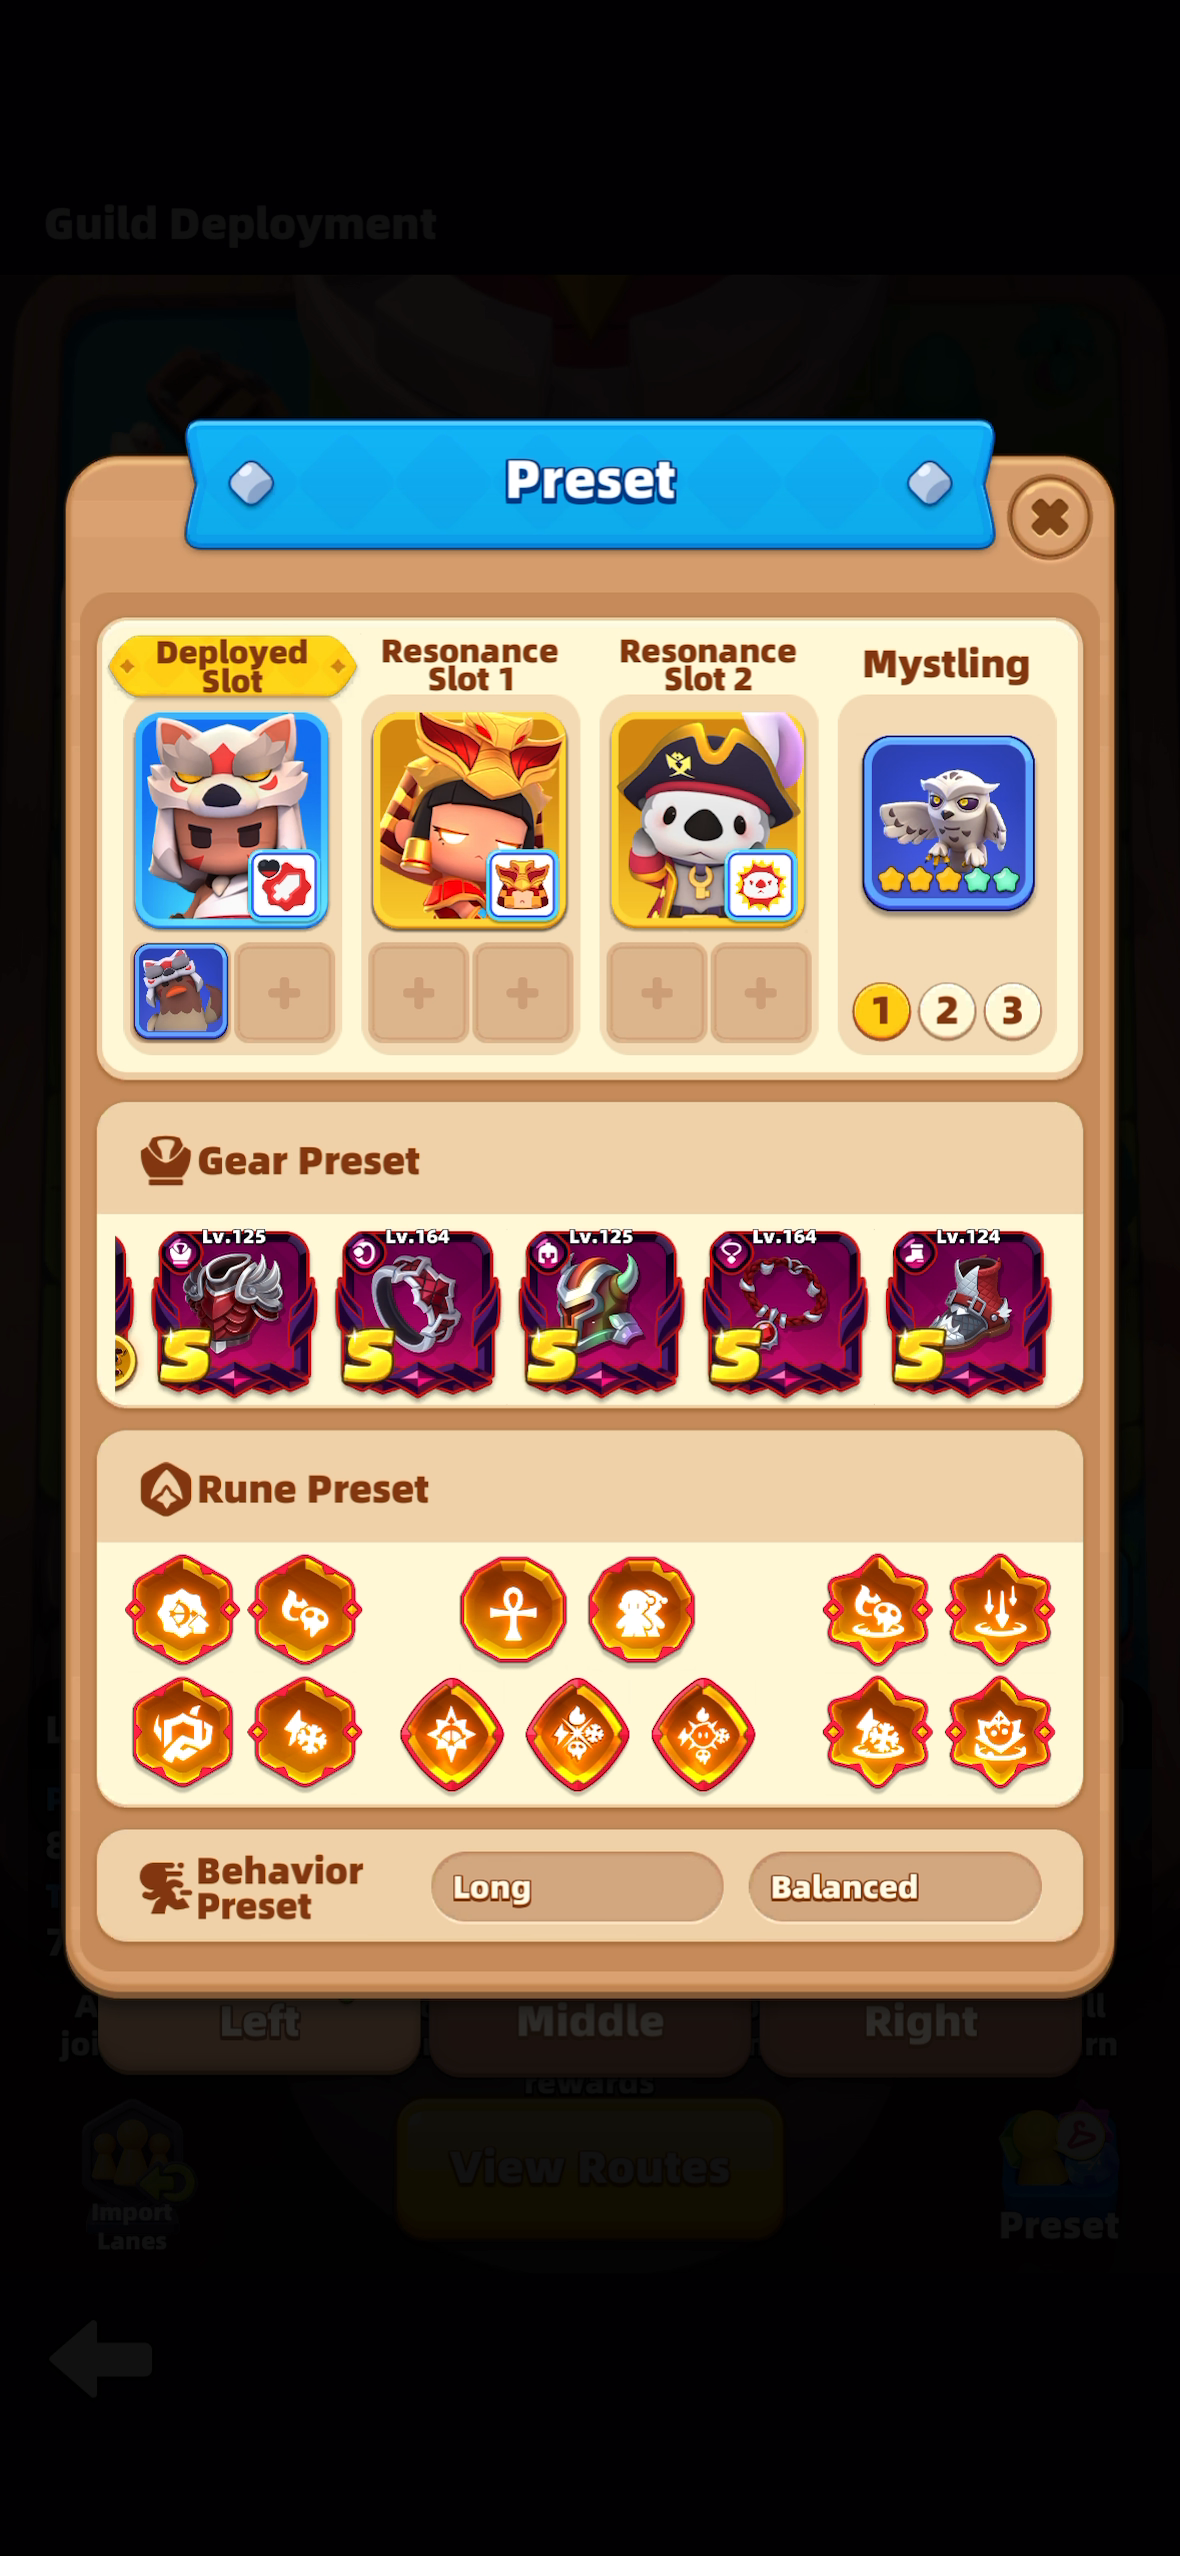 Guild Deployment
Preset
Deployed
Slot
Resonance
Slot 1
Resonance
Slot 2
Mystling
1 2 3
Gear Preset
Lv.125 Lv.164 Lv.125 Lv.164 Lv.124
S S S S S
Rune Preset
Behavior
Preset
Long
Balanced
Left Middle Right
rewards
View Routes
Import
Lanes
Preset